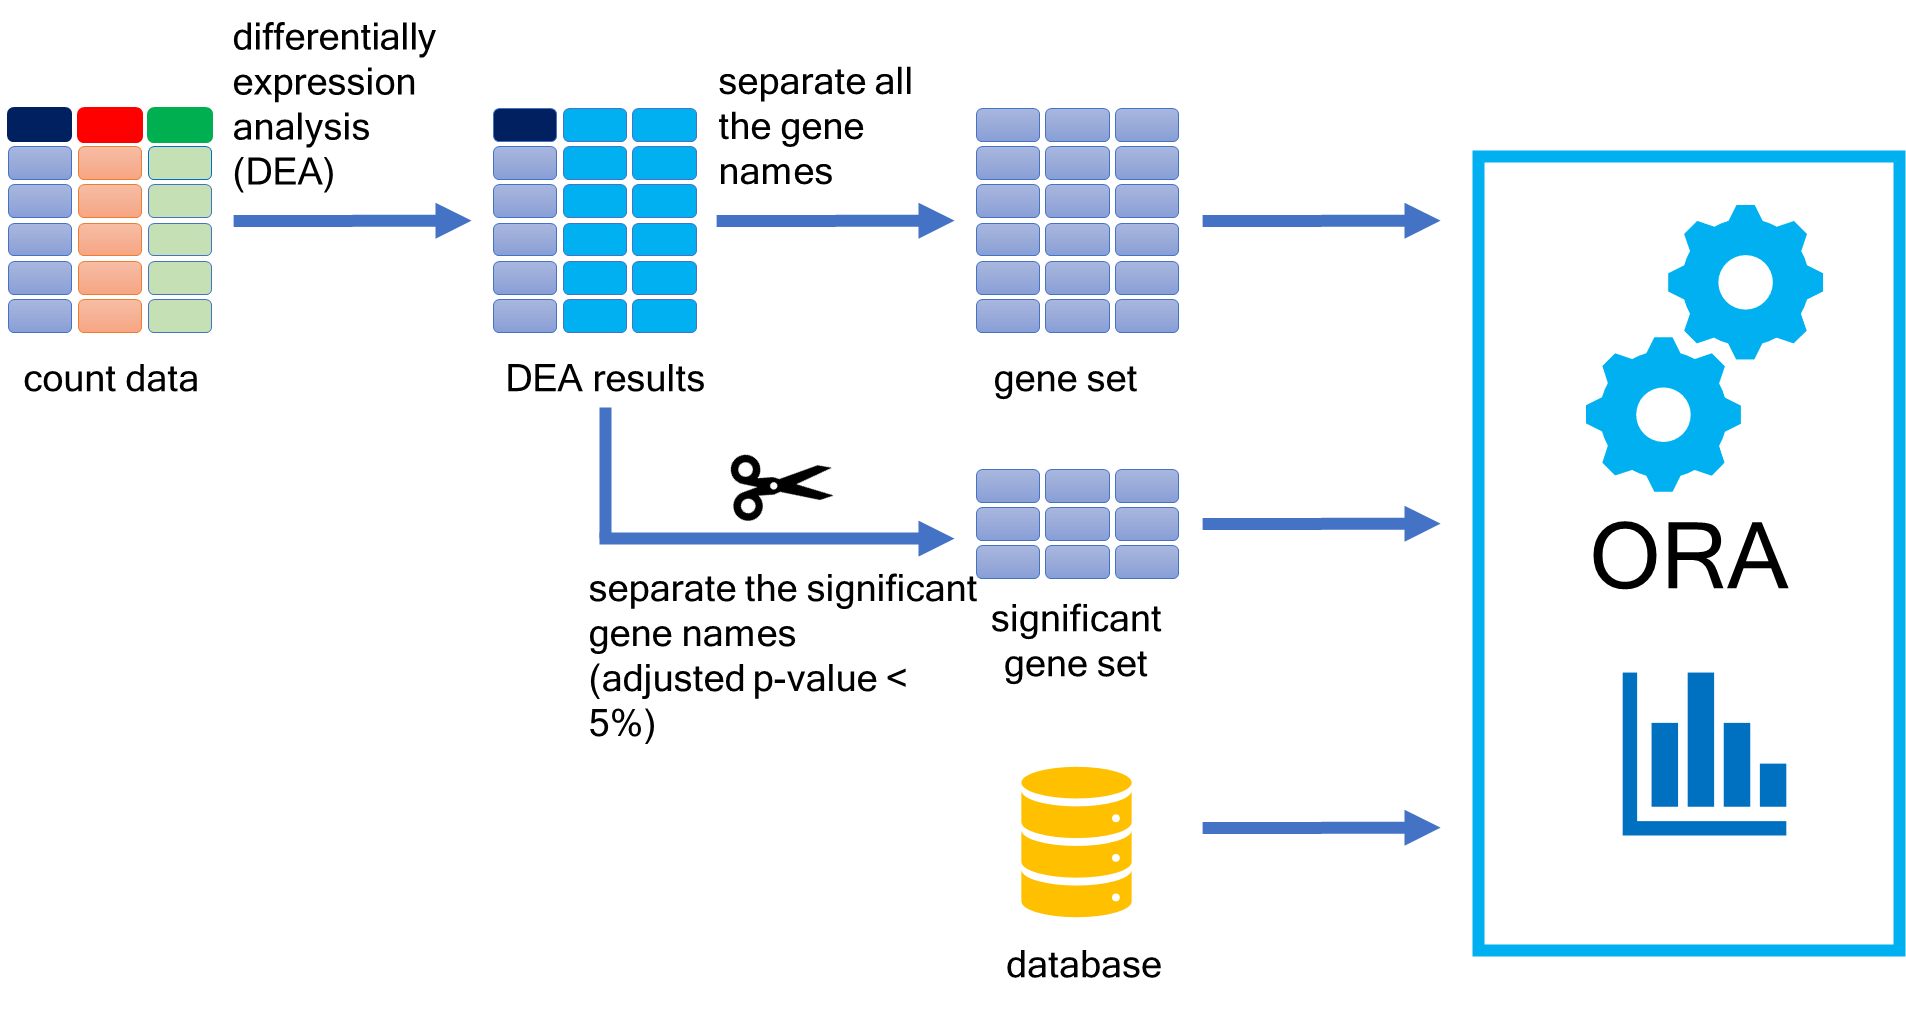 differentially
expression
analysis
(DEA)
separate all
the gene
names
count data
DEA results
gene set
separate the significant
gene names
(adjusted p-value <
5%)
significant
gene set
database
ORA